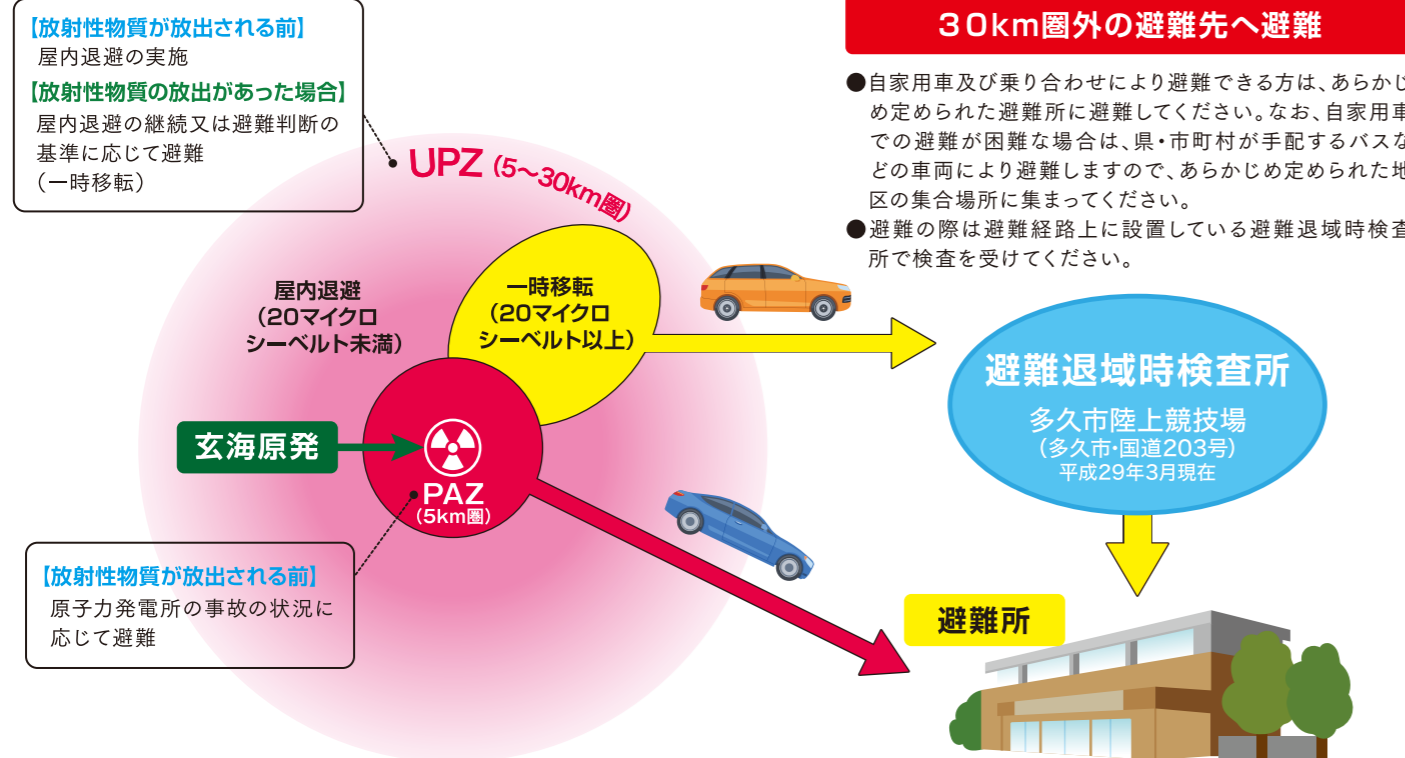 【放射性物質が放出される前】
屋内退避の実施
【放射性物質の放出があった場合】
屋内退避の継続又は避難判断の
基準に応じて避難
（一時移転）
UPZ（5〜30km圏）
30km圏外の避難先へ避難
●自家用車及び乗り合わせにより避難できる方は、あらかじ
め定められた避難所に避難してください。なお、自家用車
での避難が困難な場合は、県・市町村が手配するバスな
どの車両により避難しますので、あらかじめ定められた地
区の集合場所に集まってください。
●避難の際は避難経路上に設置している避難退域時検査
所で検査を受けてください。
屋内退避
（20マイクロ
シーベルト未満）
一時移転
（20マイクロ
シーベルト以上）
玄海原発
PAZ
（5km圏）
【放射性物質が放出される前】
原子力発電所の事故の状況に
応じて避難
避難退域時検査所
多久市陸上競技場
（多久市・国道203号）
平成29年3月現在
避難所